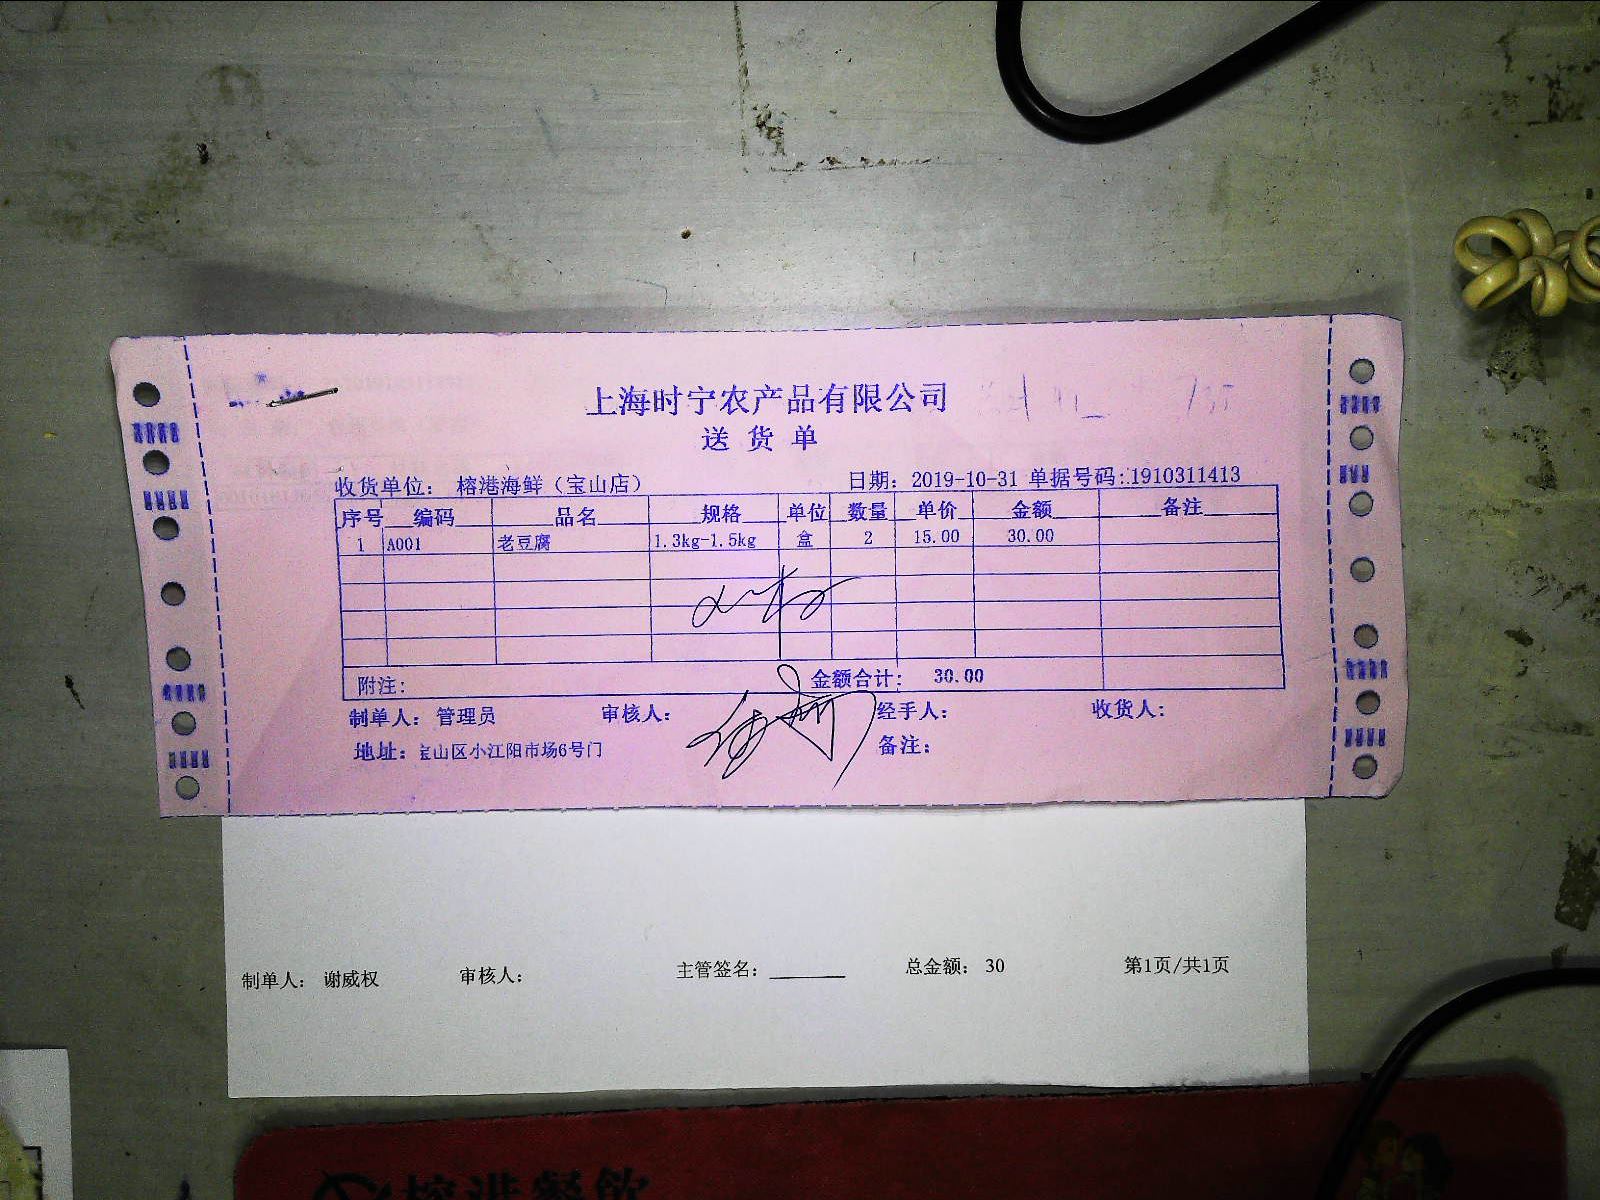 上海时宁农产品有限公司
送货单
收货单位： 榕港海鲜（宝山店） 日期：2019-10-31 单据号码：1910311413
序号 编码 品名 规格 单位 数量 单价 金额 备注
1 A001 老豆腐 1.3kg-1.5kg 盒 2 15.00 30.00
附注： 金额合计： 30.00
制单人：管理员 审核人： 经手人： 收货人：
地址：宝山区小江阳市场6号门 备注：
制单人： 谢威权 审核人： 主管签名： 总金额： 30 第1页/共1页
榕港餐饮